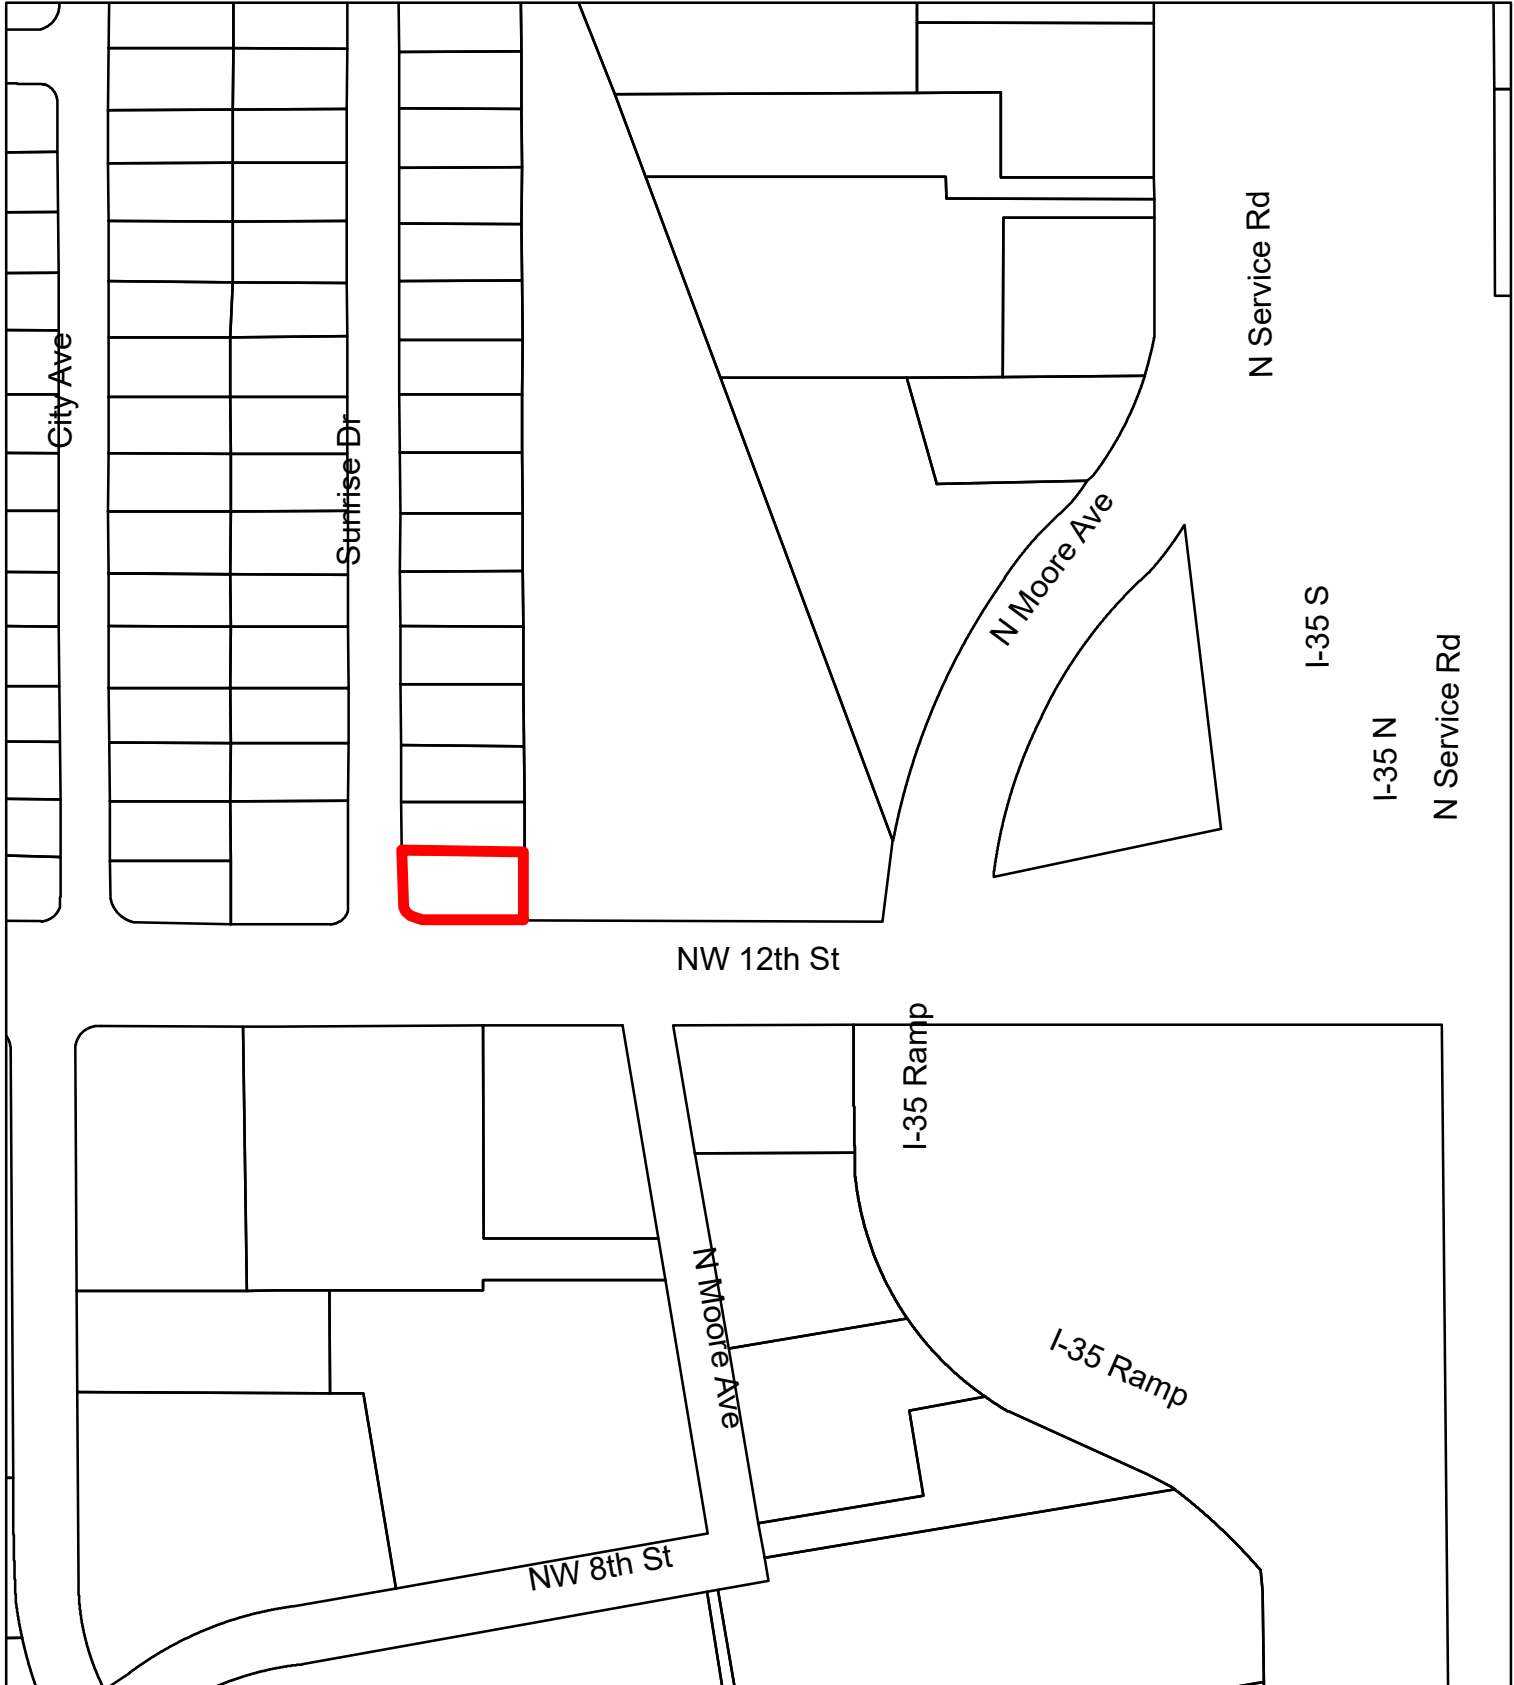 N Service Rd
City Ave
Sunrise Dr
N Moore Ave
I-35 S
N Service Rd
I-35 N
NW 12th St
I-35 Ramp
N Moore Ave
I-35 Ramp
NW 8th St